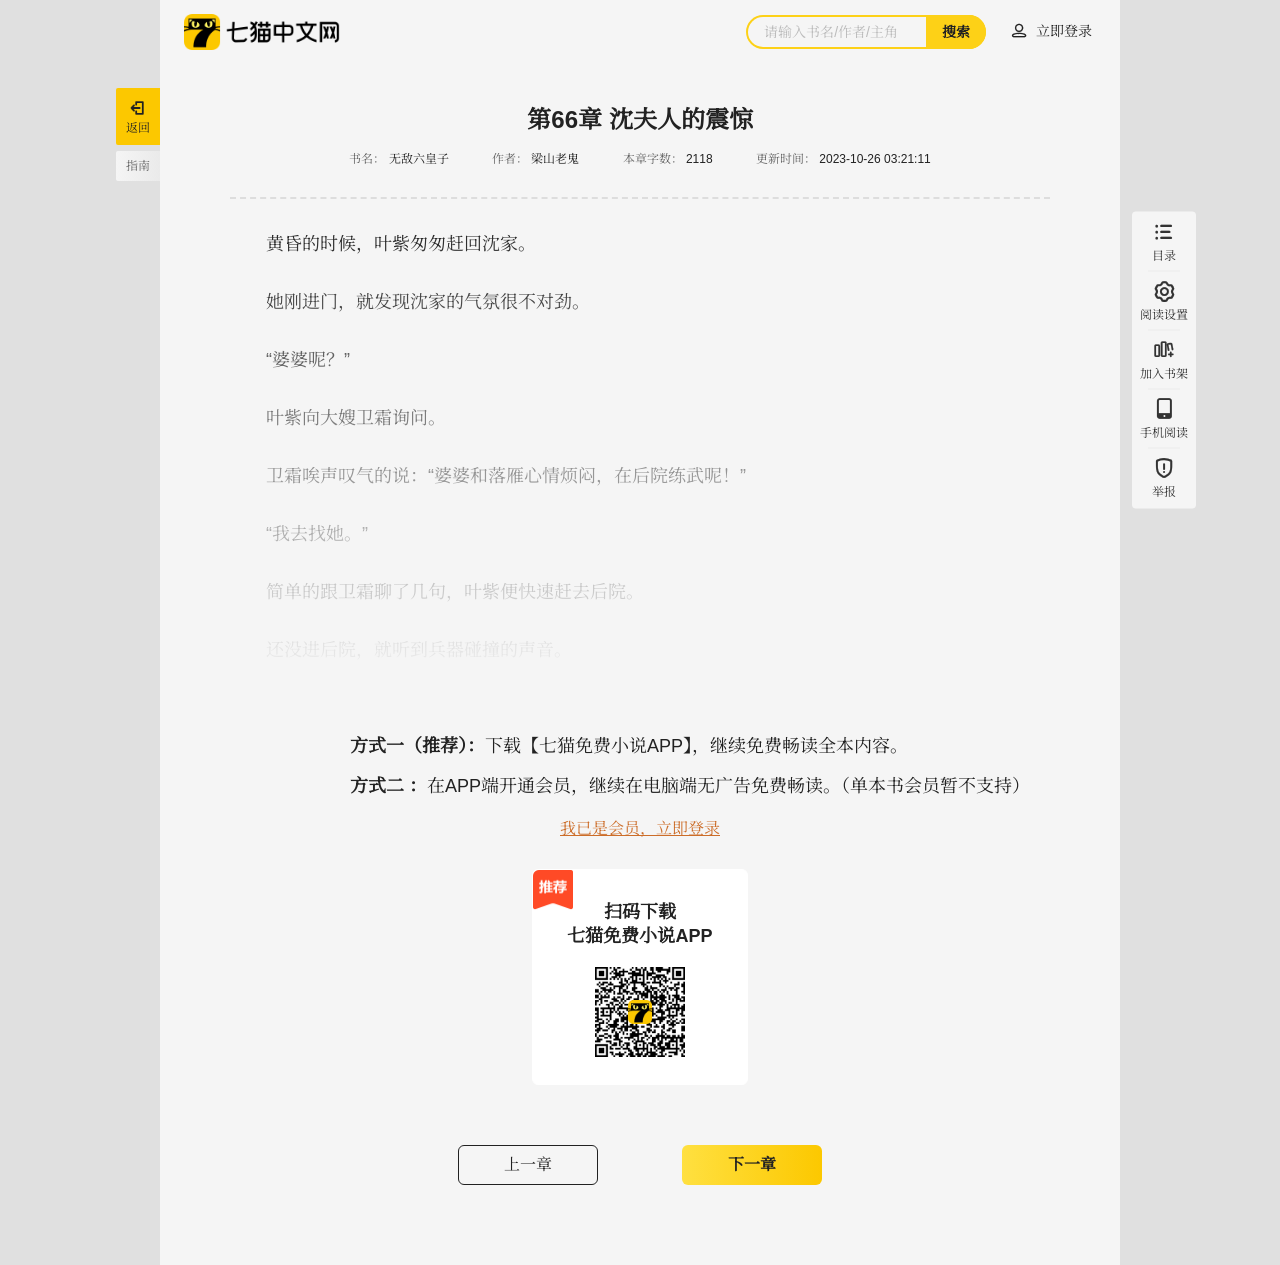 七猫中文网
请输入书名/作者/主角
搜索
立即登录
返回
指南
第66章 沈夫人的震惊
书名： 无敌六皇子 作者： 梁山老鬼 本章字数： 2118 更新时间： 2023-10-26 03:21:11
黄昏的时候，叶紫匆匆赶回沈家。
她刚进门，就发现沈家的气氛很不对劲。
“婆婆呢？”
叶紫向大嫂卫霜询问。
卫霜唉声叹气的说：“婆婆和落雁心情烦闷，在后院练武呢！”
“我去找她。”
简单的跟卫霜聊了几句，叶紫便快速赶去后院。
还没进后院，就听到兵器碰撞的声音。
目录
阅读设置
加入书架
手机阅读
举报
方式一（推荐）：下载【七猫免费小说APP】，继续免费畅读全本内容。
方式二 ：在APP端开通会员，继续在电脑端无广告免费畅读。（单本书会员暂不支持）
我已是会员，立即登录
推荐
扫码下载
七猫免费小说APP
上一章
下一章